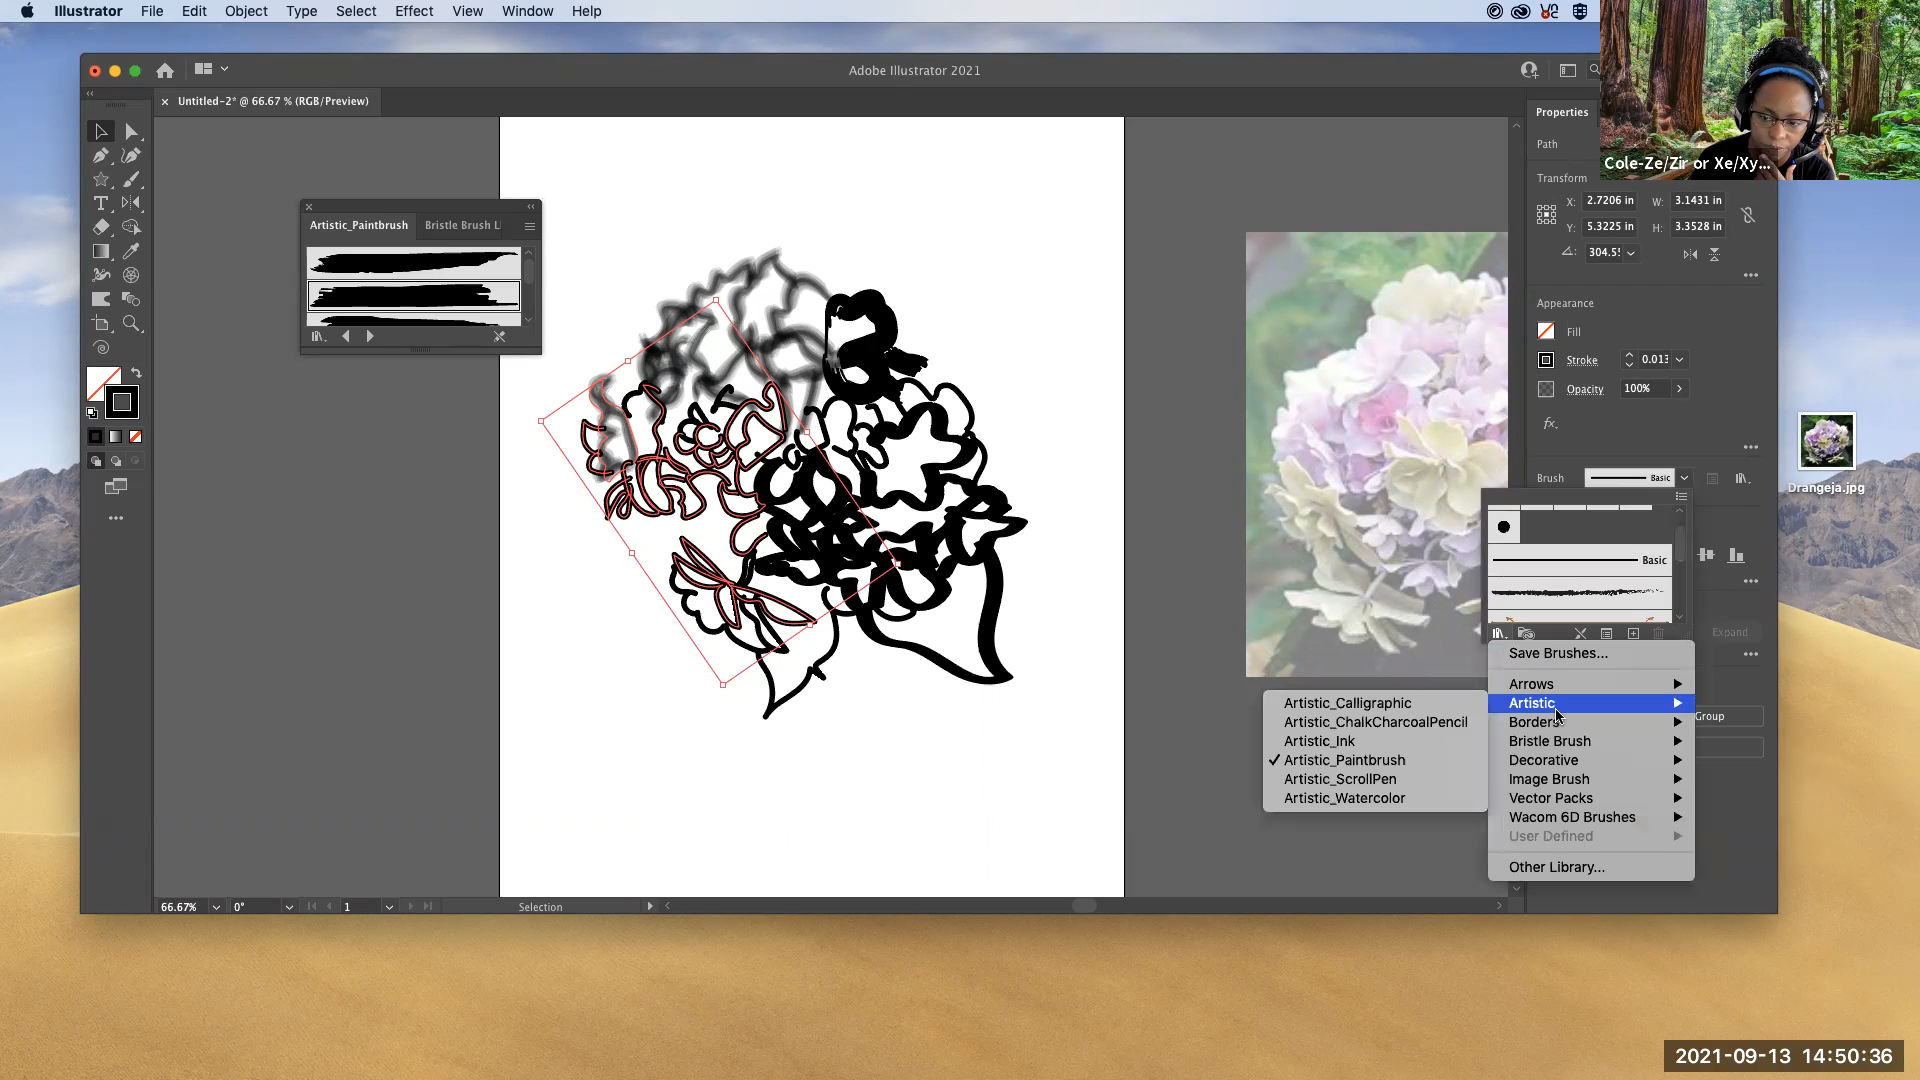 Illustrator File Edit Object Type Select Effect View Window Help
Adobe Illustrator 2021
Untitled-2* @ 66.67 % (RGB/Preview)
Cole-Ze/Zir or Xe/Xy...
Properties
Path
Transform
X: 2.7206 in W: 3.1431 in
Y: 5.3225 in H: 3.3528 in
Artistic_Paintbrush Bristle Brush Li
Appearance
Fill
Stroke 0.013
Opacity 100%
fx.
Brush Basic
Drangeja.jpg
Basic
Expand
Save Brushes...
Arrows
Artistic
Borders
Bristle Brush
Decorative
Image Brush
Vector Packs
Wacom 6D Brushes
User Defined
Other Library...
Group
Artistic_Calligraphic
Artistic_ChalkCharcoalPencil
Artistic_Ink
Artistic_Paintbrush
Artistic_ScrollPen
Artistic_Watercolor
66.67% 0° 1 Selection
2021-09-13 14:50:36